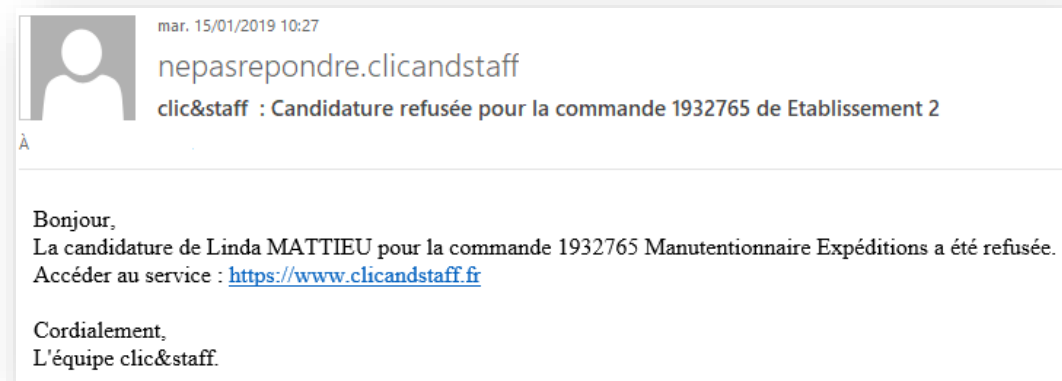 mar. 15/01/2019 10:27
nepasrepondre.clicandstaff
clic&staff : Candidature refusée pour la commande 1932765 de Etablissement 2
À
Bonjour,
La candidature de Linda MATTIEU pour la commande 1932765 Manutentionnaire Expéditions a été refusée.
Accéder au service : https://www.clicandstaff.fr
Cordialement,
L'équipe clic&staff.